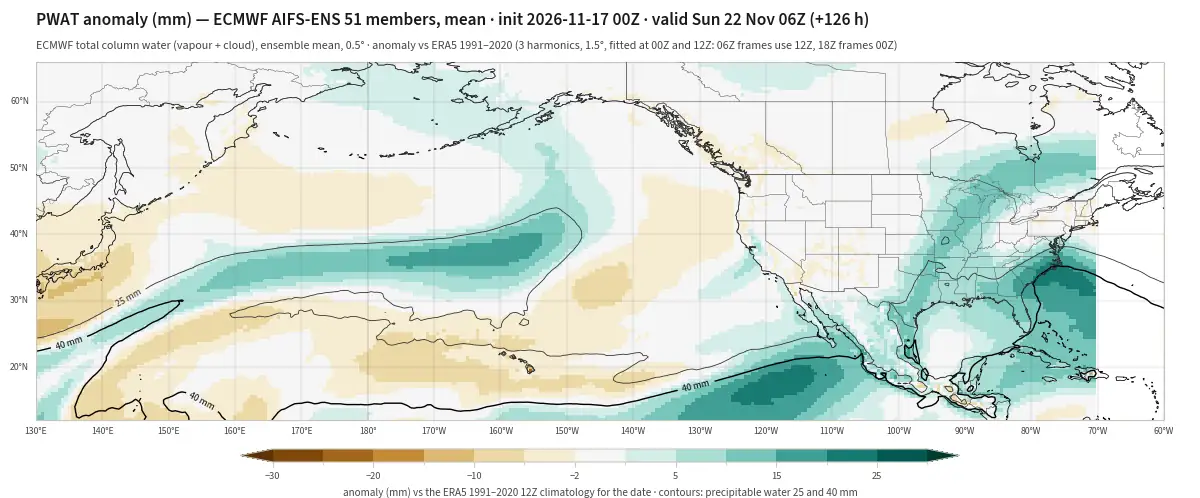 PWAT anomaly (mm) — ECMWF AIFS-ENS 51 members, mean · init 2026-11-17 00Z · valid Sun 22 Nov 06Z (+126 h)
ECMWF total column water (vapour + cloud), ensemble mean, 0.5° · anomaly vs ERA5 1991–2020 (3 harmonics, 1.5°, fitted at 00Z and 12Z: 06Z frames use 12Z, 18Z frames 00Z)
60°N
50°N
40°N
30°N
20°N
25 mm
40 mm
40 mm
40 mm
130°E 140°E 150°E 160°E 170°E 180° 170°W 160°W 150°W 140°W 130°W 120°W 110°W 100°W 90°W 80°W 70°W 60°W
−30 −20 −10 −2 5 15 25
anomaly (mm) vs the ERA5 1991–2020 12Z climatology for the date · contours: precipitable water 25 and 40 mm